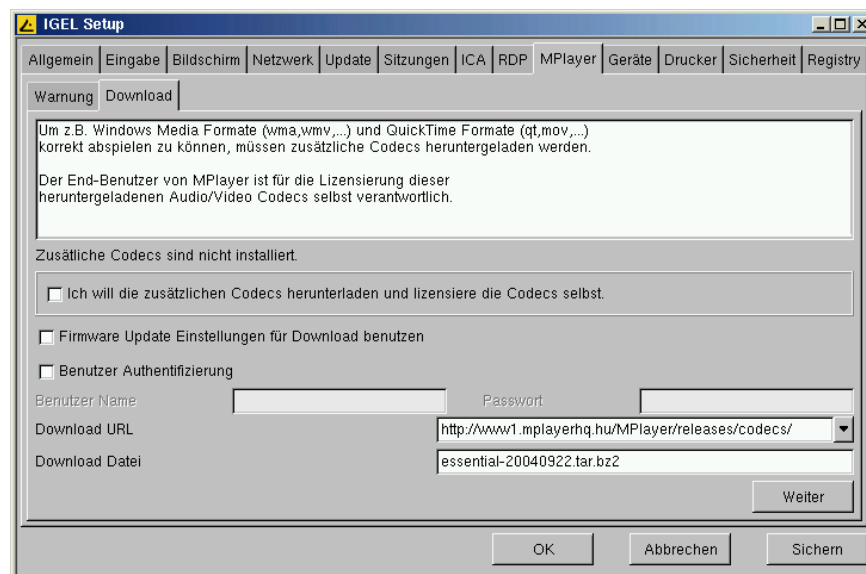 IGEL Setup
Allgemein Eingabe Bildschirm Netzwerk Update Sitzungen ICA RDP MPlayer Geräte Drucker Sicherheit Registry
Warnung Download
Um z.B. Windows Media Formate (wma,wmv,...) und QuickTime Formate (qt,mov,...)
korrekt abspielen zu können, müssen zusätzliche Codecs heruntergeladen werden.
Der End-Benutzer von MPlayer ist für die Lizensierung dieser
heruntergeladenen Audio/Video Codecs selbst verantwortlich.
Zusätliche Codecs sind nicht installiert.
Ich will die zusätzlichen Codecs herunterladen und lizensiere die Codecs selbst.
Firmware Update Einstellungen für Download benutzen
Benutzer Authentifizierung
Benutzer Name Passwort
Download URL http://www1.mplayerhq.hu/MPlayer/releases/codecs/
Download Datei essential-20040922.tar.bz2
Weiter
OK Abbrechen Sichern